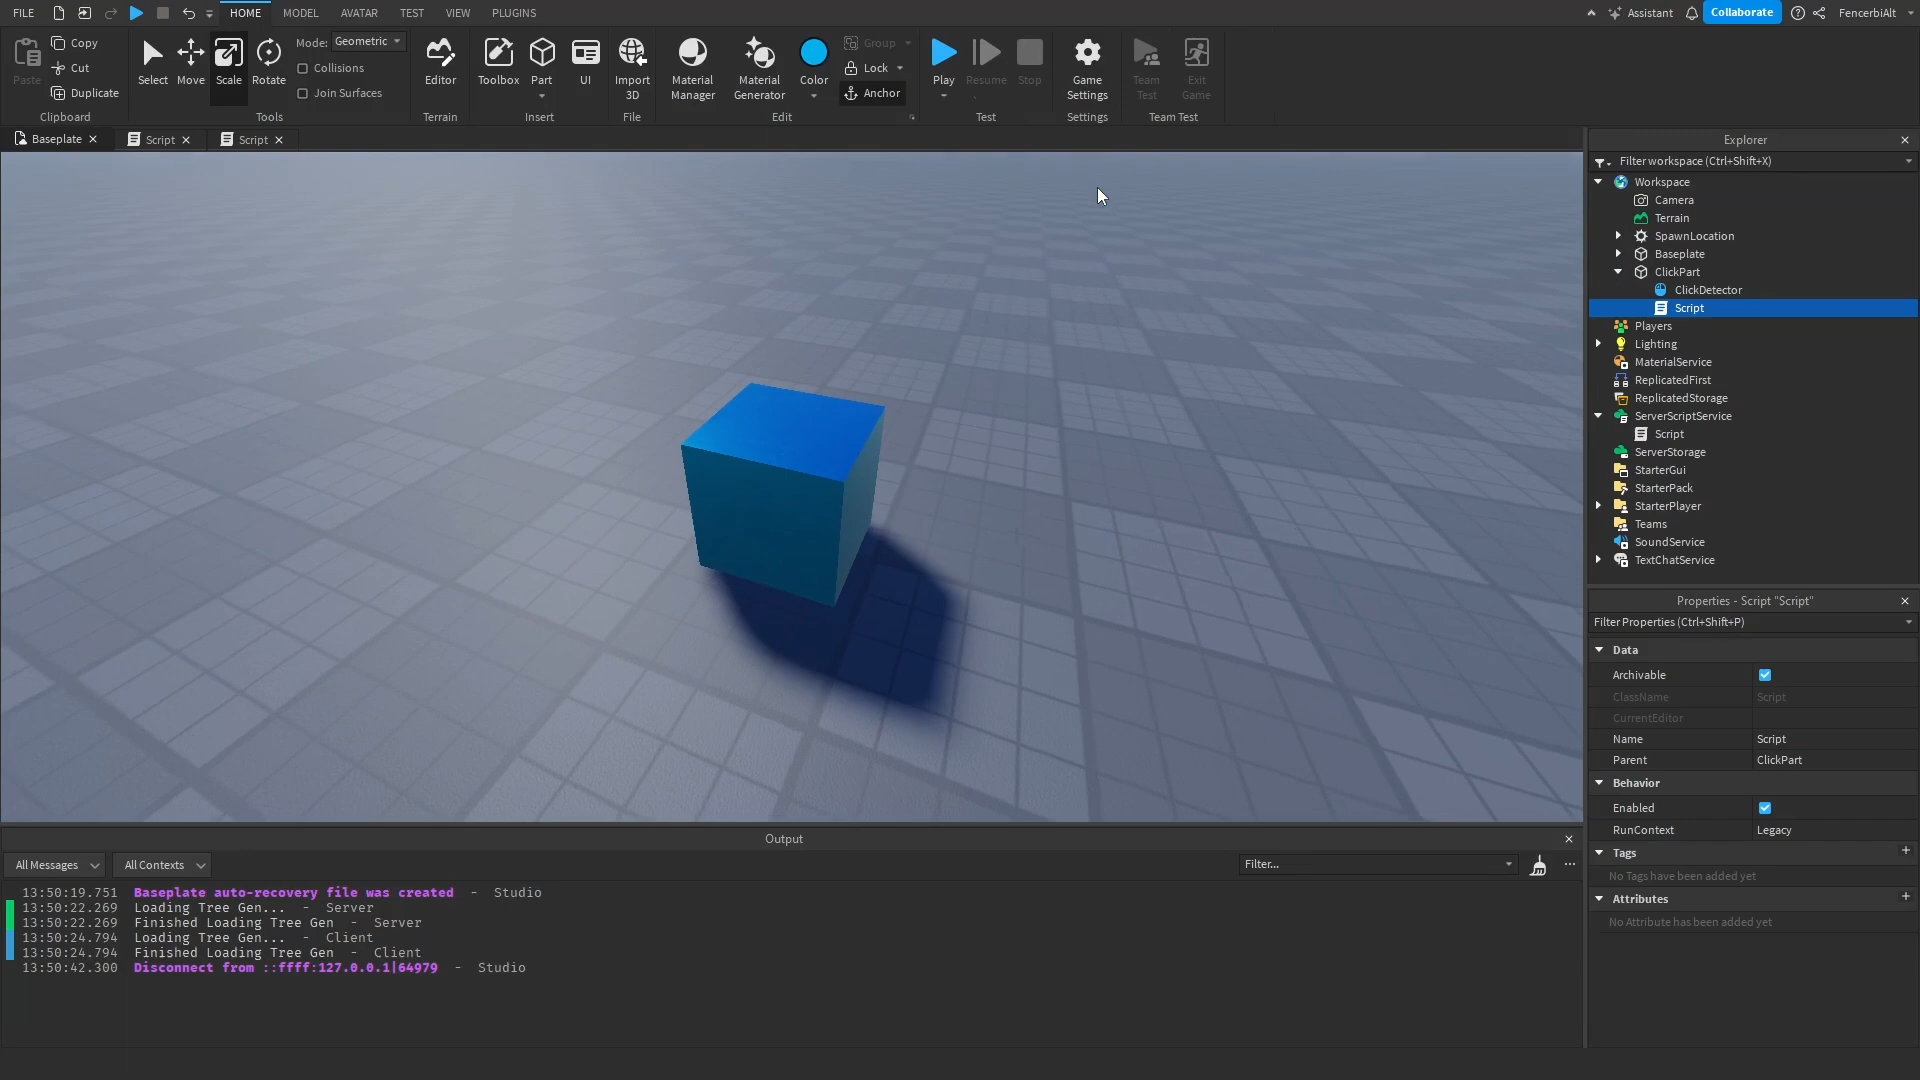 FILE HOME MODEL AVATAR TEST VIEW PLUGINS Assistant Collaborate FencerbiAlt
Paste Copy Cut Duplicate
Select Move Scale Rotate
Mode: Geometric
Collisions
Join Surfaces
Editor Toolbox Part UI Import 3D Material Manager Material Generator Color
Group
Lock
Anchor
Play Resume Stop Game Settings Team Test Exit Game
Clipboard Tools Terrain Insert File Edit Test Settings Team Test
Baseplate Script Script
Explorer
Filter workspace (Ctrl+Shift+X)
Workspace
Camera
Terrain
SpawnLocation
Baseplate
ClickPart
ClickDetector
Script
Players
Lighting
MaterialService
ReplicatedFirst
ReplicatedStorage
ServerScriptService
Script
ServerStorage
StarterGui
StarterPack
StarterPlayer
Teams
SoundService
TextChatService
Properties - Script "Script"
Filter Properties (Ctrl+Shift+P)
Data
Archivable
ClassName Script
CurrentEditor
Name Script
Parent ClickPart
Behavior
Enabled
RunContext Legacy
Tags +
No Tags have been added yet
Attributes +
No Attribute has been added yet
Output
All Messages All Contexts Filter... ...
13:50:19.751 Baseplate auto-recovery file was created - Studio
13:50:22.269 Loading Tree Gen... - Server
13:50:22.269 Finished Loading Tree Gen - Server
13:50:24.794 Loading Tree Gen... - Client
13:50:24.794 Finished Loading Tree Gen - Client
13:50:42.300 Disconnect from ::ffff:127.0.0.1|64979 - Studio